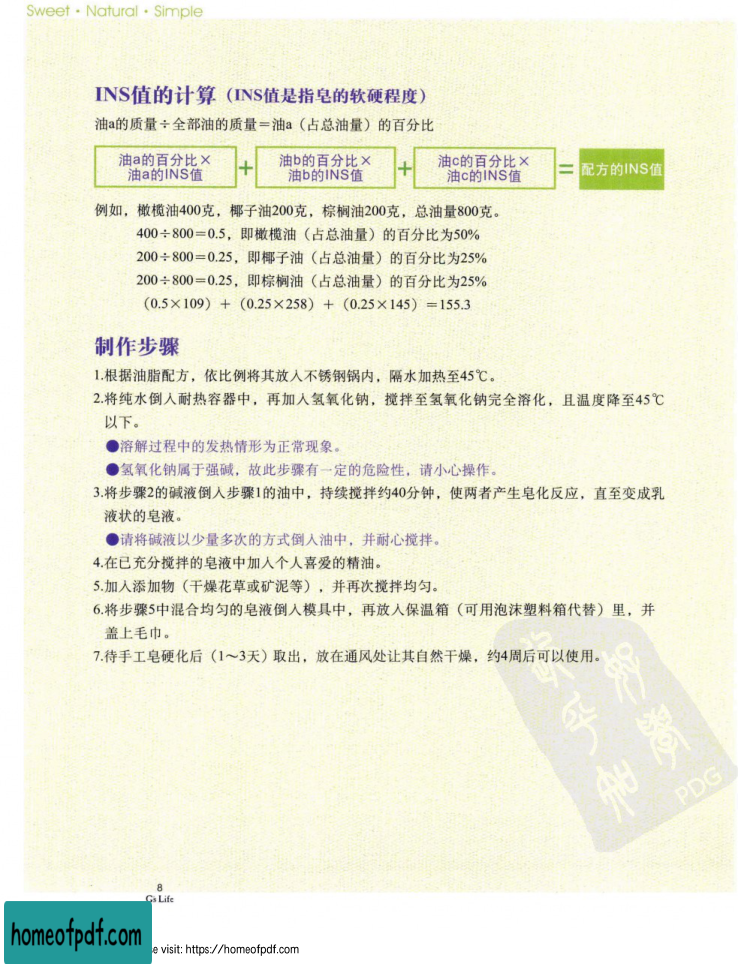 Sweet · Natural · Simple
INS值的计算（INS值是指皂的软硬程度）
油a的质量÷全部油的质量＝油a（占总油量）的百分比
油a的百分比×
油a的INS值
+
油b的百分比×
油b的INS值
+
油c的百分比×
油c的INS值
=
配方的INS值
例如，橄榄油400克，椰子油200克，棕榈油200克，总油量800克。
400÷800＝0.5，即橄榄油（占总油量）的百分比为50%
200÷800＝0.25，即椰子油（占总油量）的百分比为25%
200÷800＝0.25，即棕榈油（占总油量）的百分比为25%
（0.5×109）＋（0.25×258）＋（0.25×145）＝155.3
制作步骤
1.根据油脂配方，依比例将其放入不锈钢锅内，隔水加热至45℃。
2.将纯水倒入耐热容器中，再加入氢氧化钠，搅拌至氢氧化钠完全溶化，且温度降至45℃
以下。
●溶解过程中的发热情形为正常现象。
●氢氧化钠属于强碱，故此步骤有一定的危险性，请小心操作。
3.将步骤2的碱液倒入步骤1的油中，持续搅拌约40分钟，使两者产生皂化反应，直至变成乳
液状的皂液。
●请将碱液以少量多次的方式倒入油中，并耐心搅拌。
4.在已充分搅拌的皂液中加入个人喜爱的精油。
5.加入添加物（干燥花草或矿泥等），并再次搅拌均匀。
6.将步骤5中混合均匀的皂液倒入模具中，再放入保温箱（可用泡沫塑料箱代替）里，并
盖上毛巾。
7.待手工皂硬化后（1～3天）取出，放在通风处让其自然干燥，约4周后可以使用。
PDG
8
Gs Life
homeofpdf.com
e visit: https://homeofpdf.com